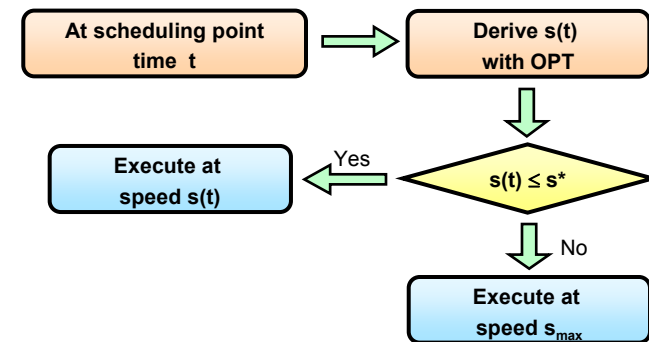 At scheduling point
time t
Derive s(t)
with OPT
Execute at
speed s(t)
Yes
s(t) ≤ s*
No
Execute at
speed smax